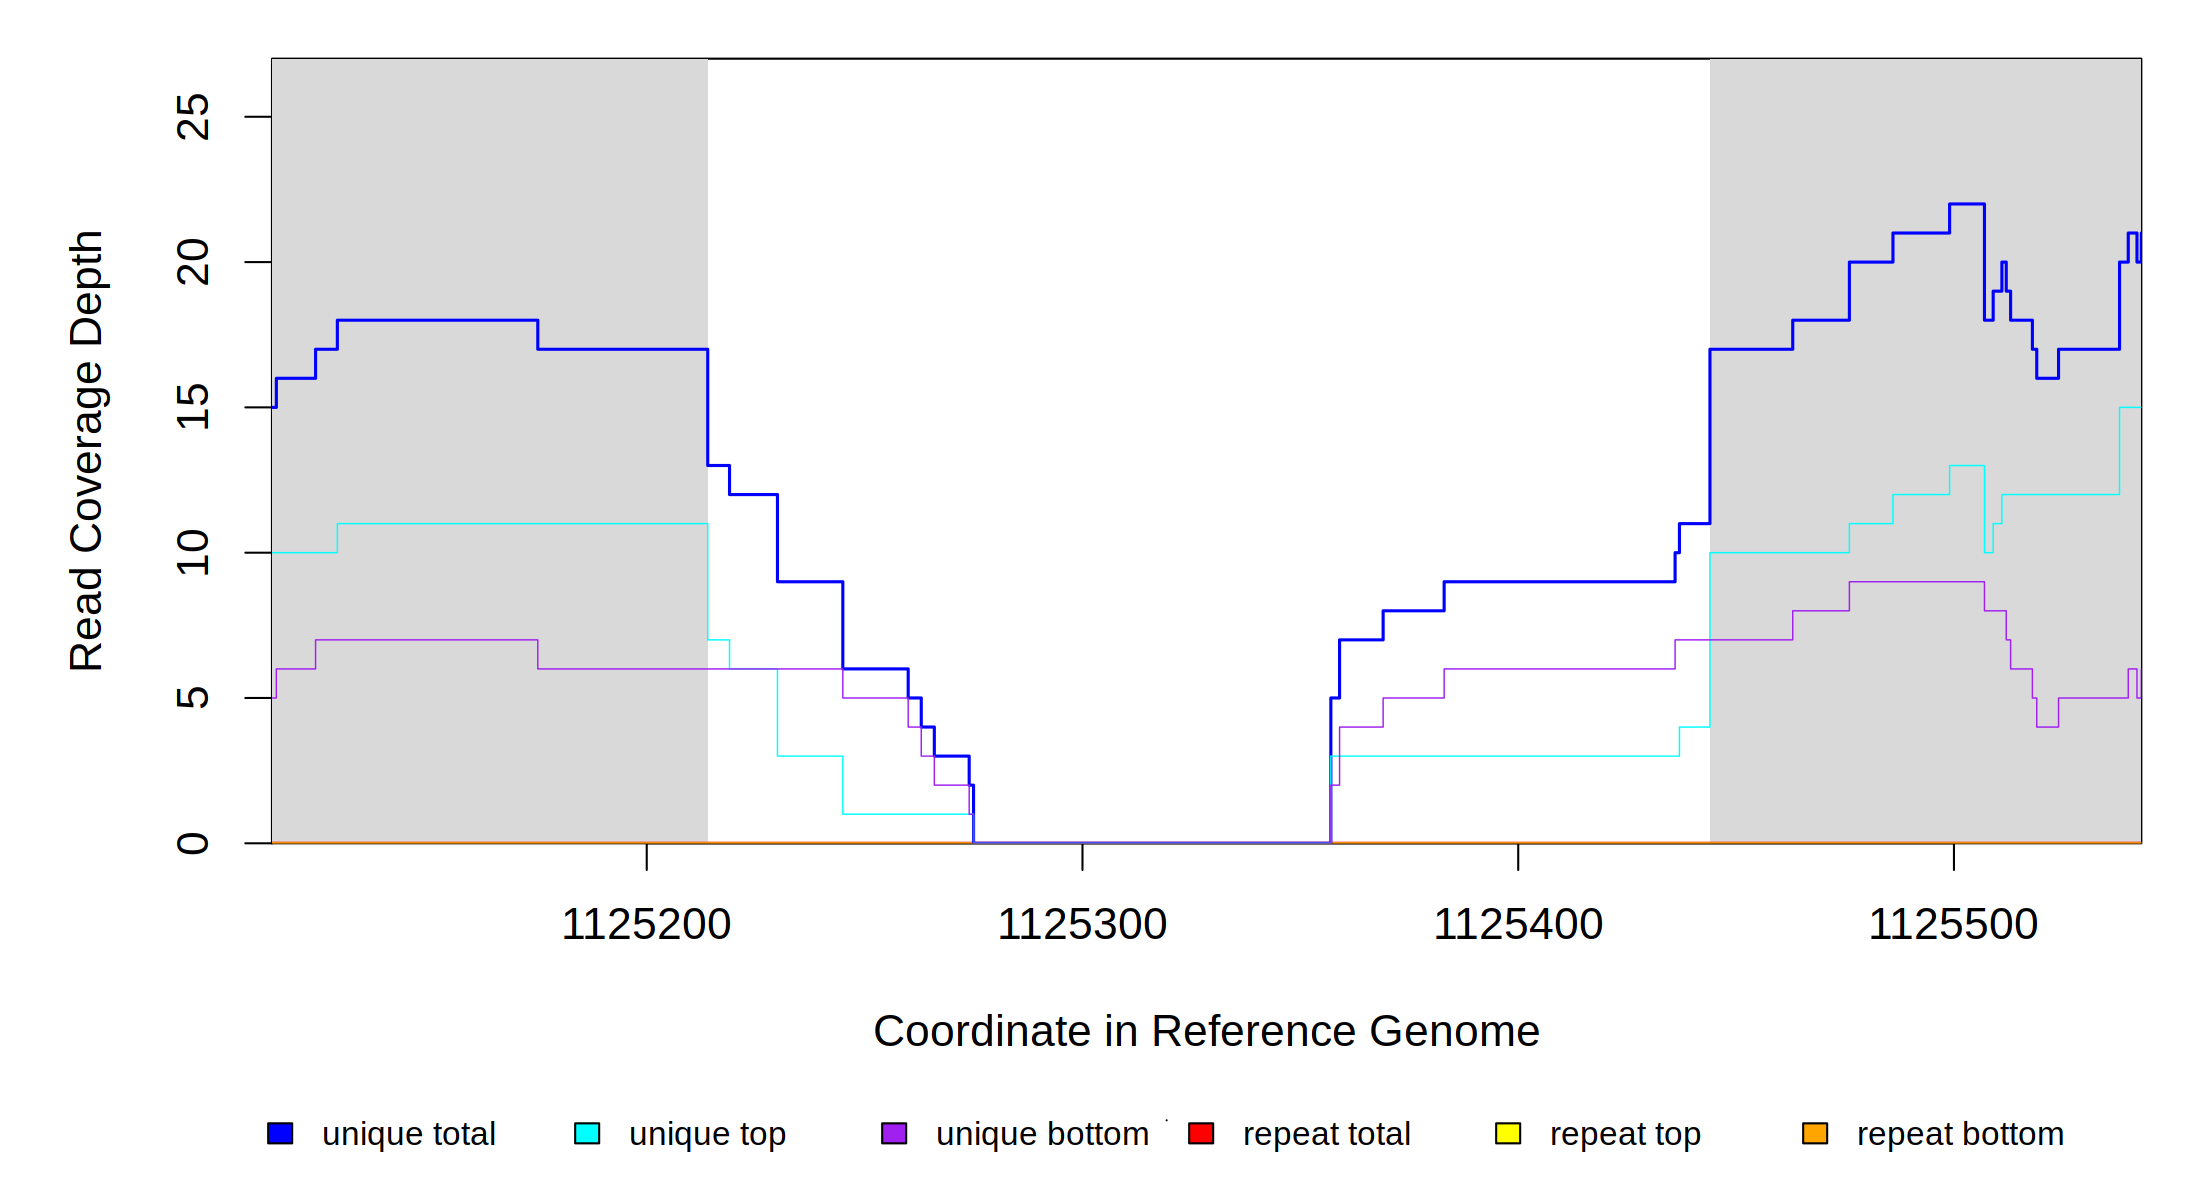 Read Coverage Depth
25
20
15
10
5
0
1125200 1125300 1125400 1125500
Coordinate in Reference Genome
unique total unique top unique bottom repeat total repeat top repeat bottom